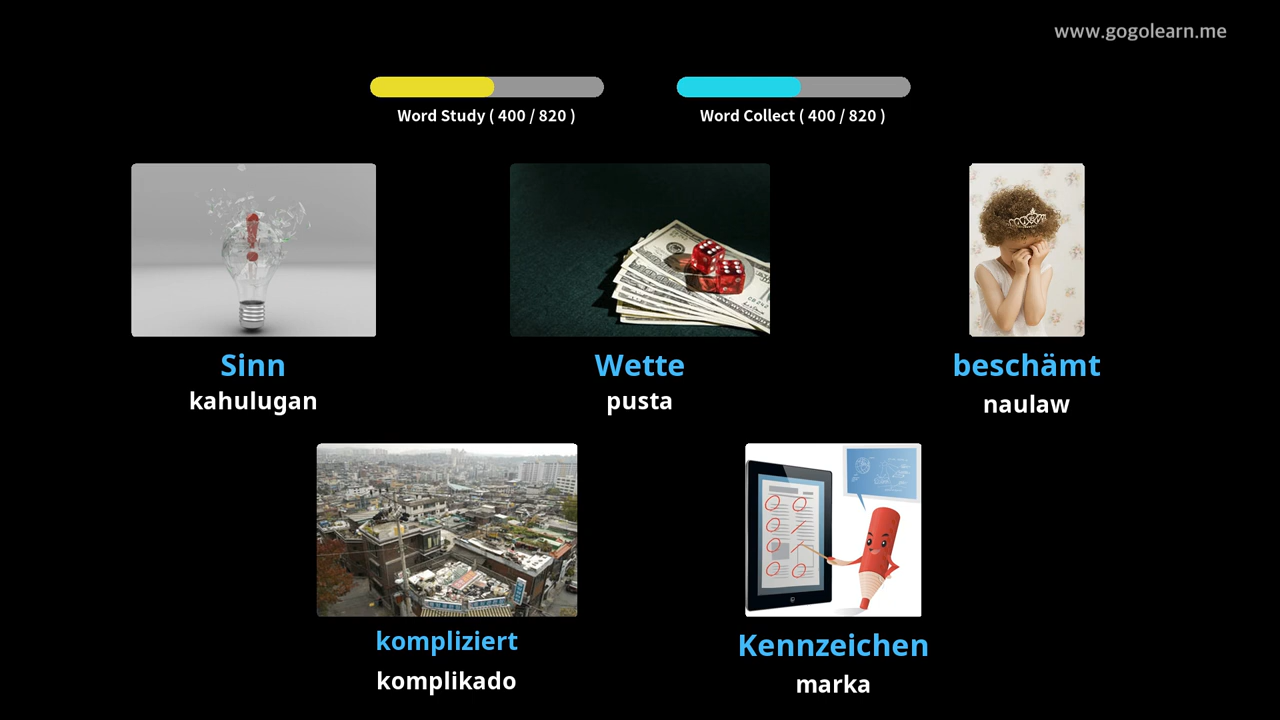 www.gogolearn.me
Word Study ( 400 / 820 )
Word Collect ( 400 / 820 )
Sinn
kahulugan
Wette
pusta
beschämt
naulaw
kompliziert
komplikado
Kennzeichen
marka